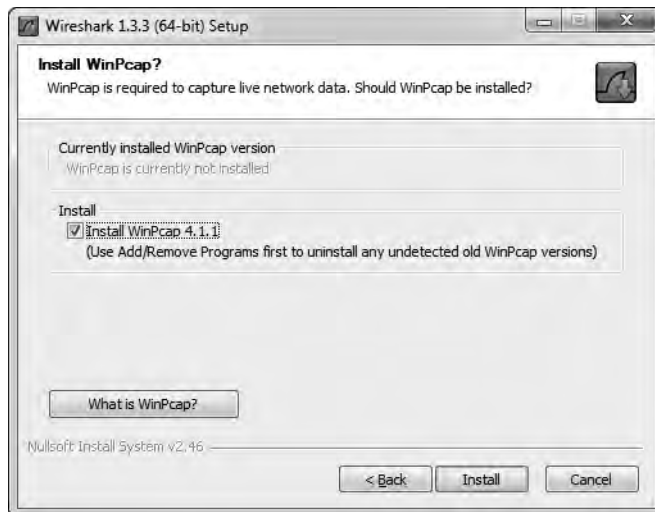 Wireshark 1.3.3 (64-bit) Setup
Install WinPcap?
WinPcap is required to capture live network data. Should WinPcap be installed?
Currently installed WinPcap version
WinPcap is currently not installed
Install
Install WinPcap 4.1.1
(Use Add/Remove Programs first to uninstall any undetected old WinPcap versions)
What is WinPcap?
Nullsoft Install System v2.46
< Back
Install
Cancel